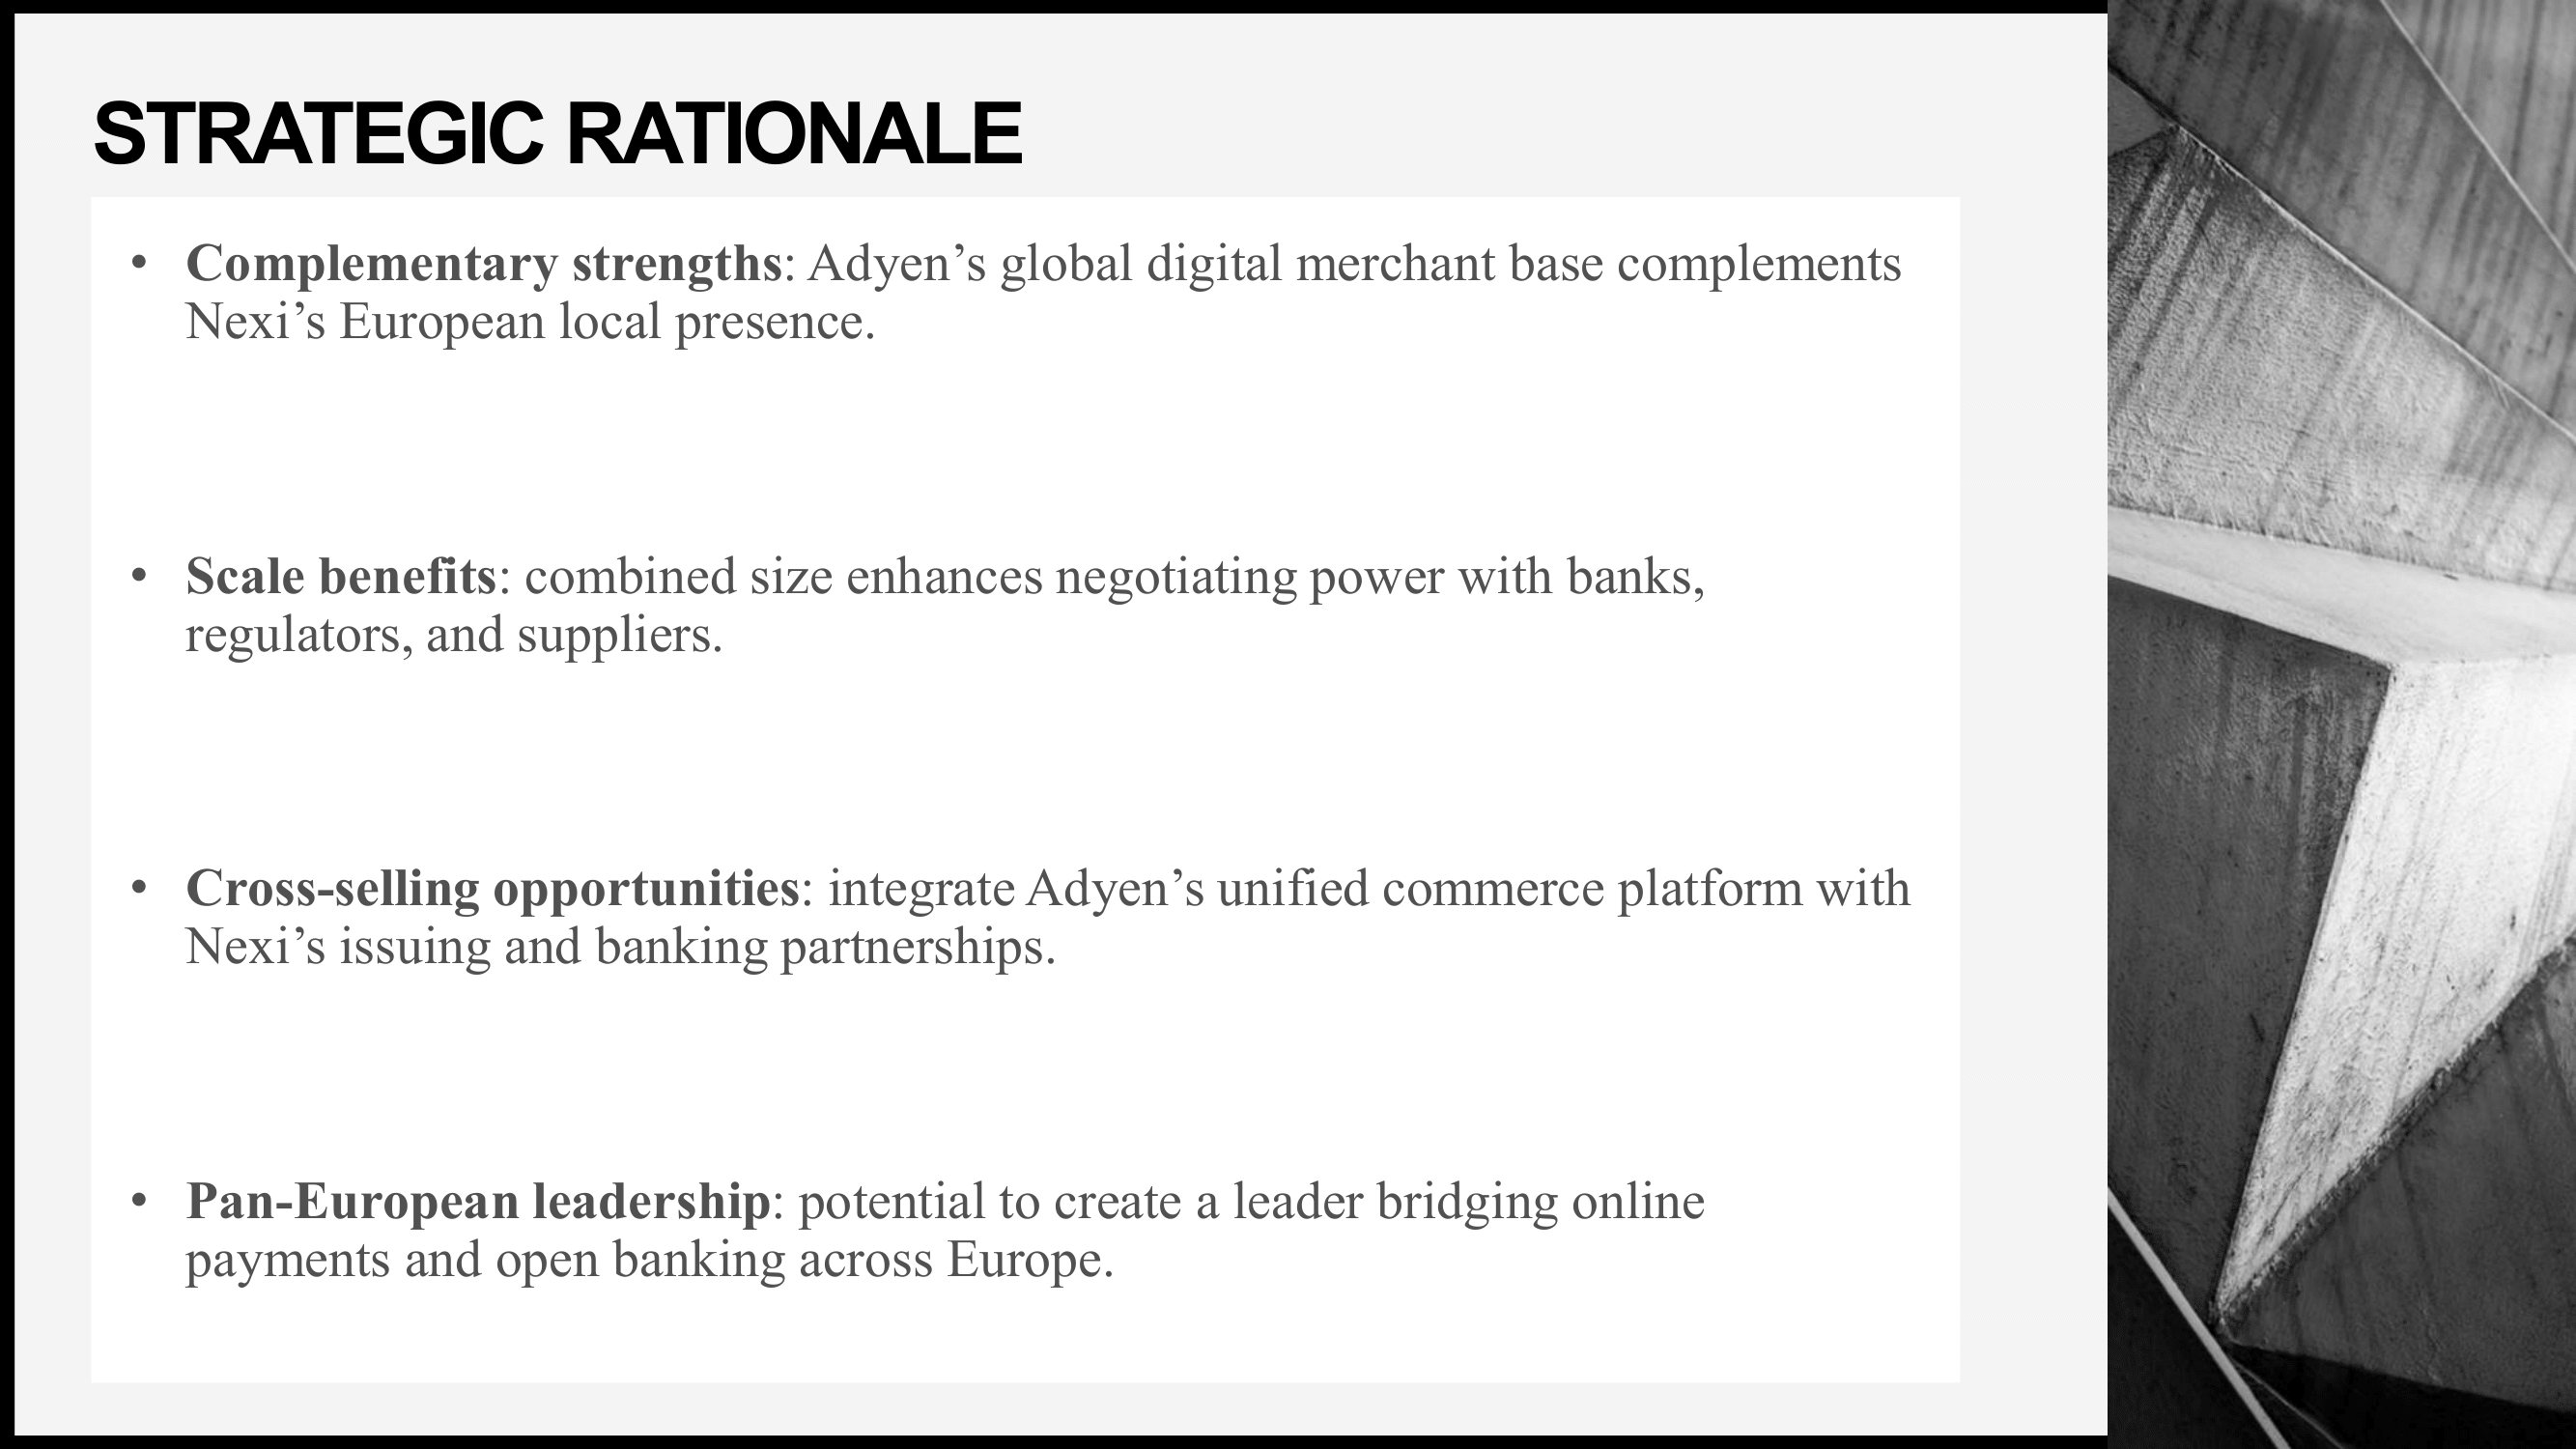 STRATEGIC RATIONALE
• Complementary strengths: Adyen’s global digital merchant base complements
Nexi’s European local presence.
• Scale benefits: combined size enhances negotiating power with banks,
regulators, and suppliers.
• Cross-selling opportunities: integrate Adyen’s unified commerce platform with
Nexi’s issuing and banking partnerships.
• Pan-European leadership: potential to create a leader bridging online
payments and open banking across Europe.